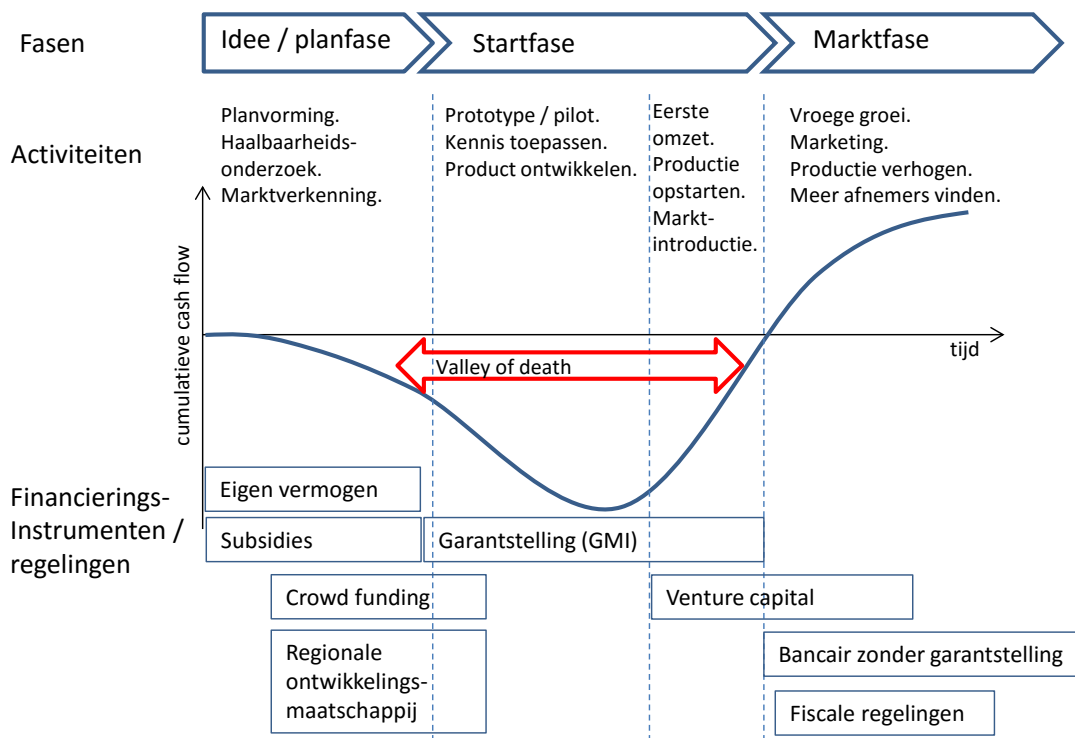 Fasen
Idee / planfase
Startfase
Marktfase
Activiteiten
Planvorming.
Haalbaarheids-
onderzoek.
Marktverkenning.
Prototype / pilot.
Kennis toepassen.
Product ontwikkelen.
Eerste
omzet.
Productie
opstarten.
Markt-
introductie.
Vroege groei.
Marketing.
Productie verhogen.
Meer afnemers vinden.
cumulatieve cash flow
tijd
Valley of death
Financierings-
Instrumenten /
regelingen
Eigen vermogen
Subsidies
Garantstelling (GMI)
Crowd funding
Venture capital
Regionale
ontwikkelings-
maatschappij
Bancair zonder garantstelling
Fiscale regelingen